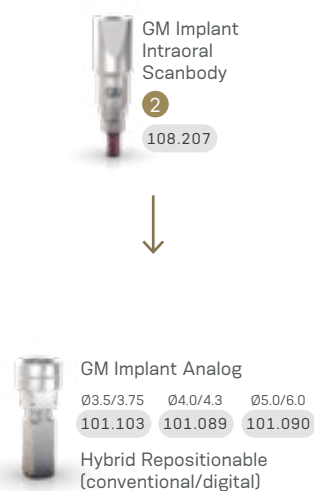 GM Implant
Intraoral
Scanbody
2
108.207
GM Implant Analog
Ø3.5/3.75 Ø4.0/4.3 Ø5.0/6.0
101.103 101.089 101.090
Hybrid Repositionable
(conventional/digital)